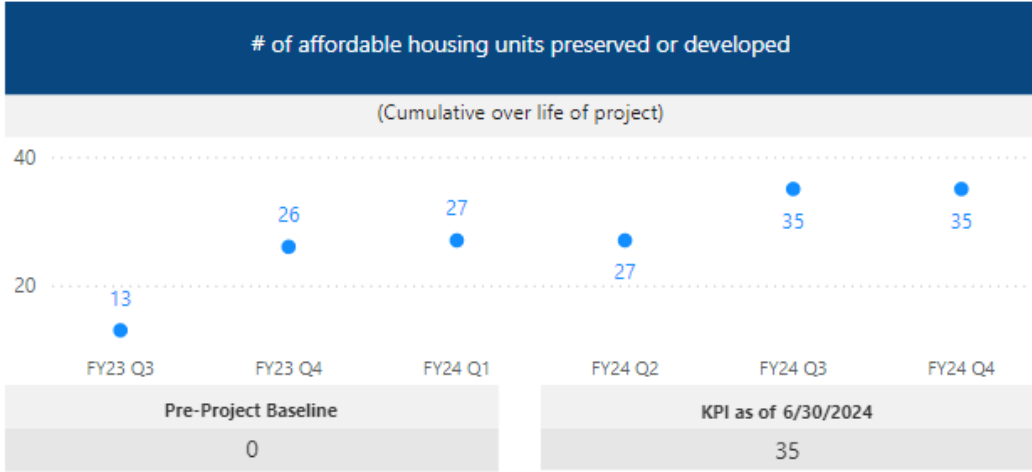 # of affordable housing units preserved or developed
(Cumulative over life of project)
40
26
27
35
35
27
20
13
FY23 Q3 FY23 Q4 FY24 Q1 FY24 Q2 FY24 Q3 FY24 Q4
Pre-Project Baseline
0
KPI as of 6/30/2024
35